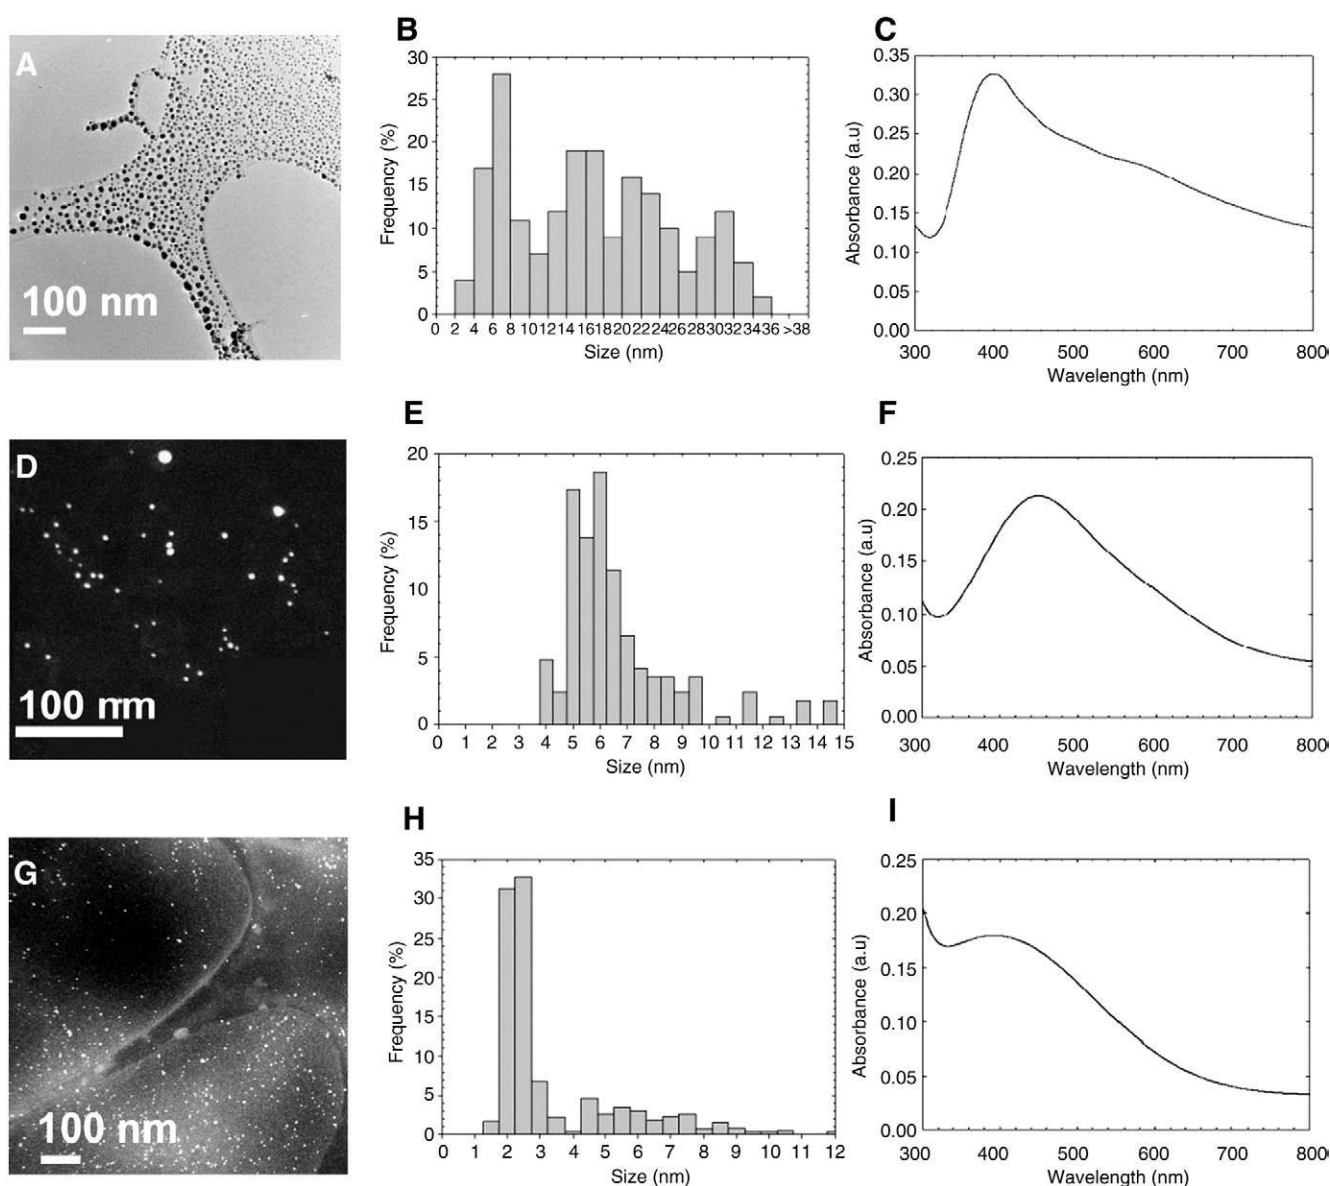 A
100 nm
B
30
25
20
15
10
5
0
Frequency (%)
0 2 4 6 8 10 12 14 16 18 20 22 24 26 28 30 32 34 36 >38
Size (nm)
C
0.35
0.30
0.25
0.20
0.15
0.10
0.05
0.00
Absorbance (a.u)
300 400 500 600 700 800
Wavelength (nm)
D
100 nm
E
20
15
10
5
0
Frequency (%)
0 1 2 3 4 5 6 7 8 9 10 11 12 13 14 15
Size (nm)
F
0.25
0.20
0.15
0.10
0.05
0.00
Absorbance (a.u)
300 400 500 600 700 800
Wavelength (nm)
G
100 nm
H
35
30
25
20
15
10
5
0
Frequency (%)
0 1 2 3 4 5 6 7 8 9 10 11 12
Size (nm)
I
0.25
0.20
0.15
0.10
0.05
0.00
Absorbance (a.u)
300 400 500 600 700 800
Wavelength (nm)